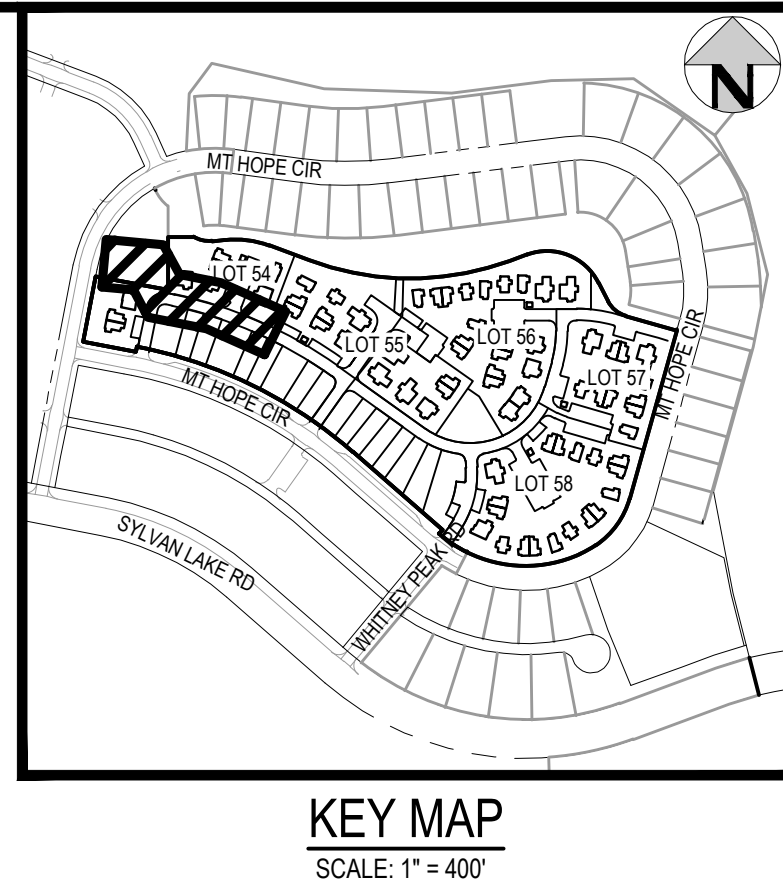 N
MT HOPE CIR
LOT 54
LOT 55
LOT 56
LOT 57
MT HOPE CIR
MT HOPE CIR
LOT 58
SYLVAN LAKE RD
WHITNEY PEAK RD
KEY MAP
SCALE: 1" = 400'